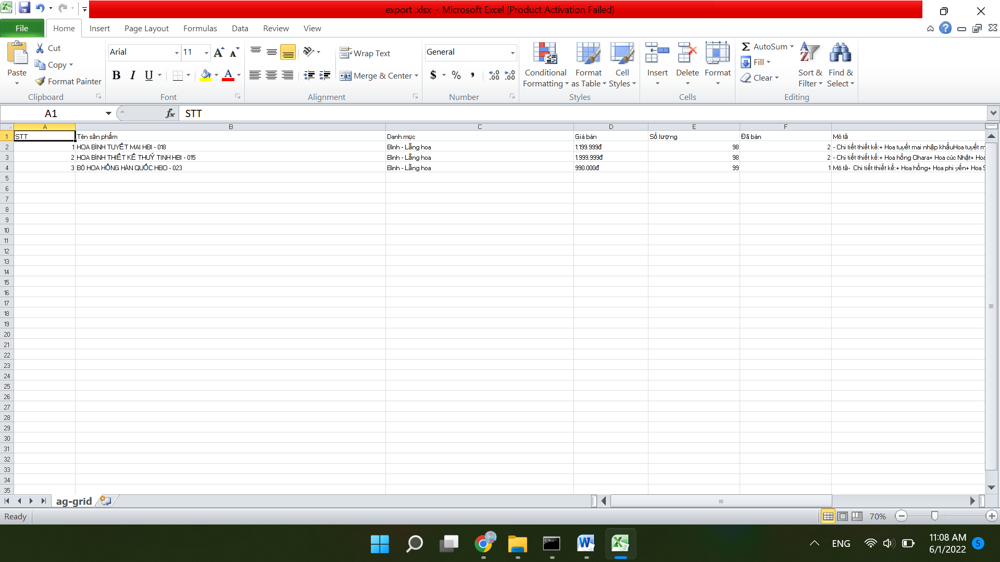 export .xlsx - Microsoft Excel (Product Activation Failed)
File Home Insert Page Layout Formulas Data Review View
Paste
Cut
Copy
Format Painter
Clipboard
Arial 11
B I U
Font
Wrap Text
Merge & Center
Alignment
General
$ %
Number
Conditional Formatting
Format as Table
Cell Styles
Styles
Insert Delete Format
Cells
AutoSum
Fill
Clear
Sort & Filter
Find & Select
Editing
A1 fx STT
A B C D E F
1 STT Tên sản phẩm Danh mục Giá bán Số lượng Đã bán Mô tả
2 1 HOA BÌNH TUYẾT MAI HBI - 018 Bình - Lẵng hoa 1.199.999đ 98 2 - Chi tiết thiết kế:+ Hoa tuyết mai nhập khẩuHoa tuyết
3 2 HOA BÌNH THIẾT KẾ THUỶ TINH HBI - 015 Bình - Lẵng hoa 1.999.999đ 98 2 - Chi tiết thiết kế:+ Hoa hồng Ohara+ Hoa cúc Nhật+ Hoa
4 3 BÓ HOA HỒNG HÀN QUỐC HBO - 023 Bình - Lẵng hoa 990.000đ 99 1 Mô tả- Chi tiết thiết kế:+ Hoa hồng+ Hoa phi yến+ Hoa
5
6
7
8
9
10
11
12
13
14
15
16
17
18
19
20
21
22
23
24
25
26
27
28
29
30
31
32
33
34
35
ag-grid
Ready 70%
ENG 11:08 AM 5
6/1/2022